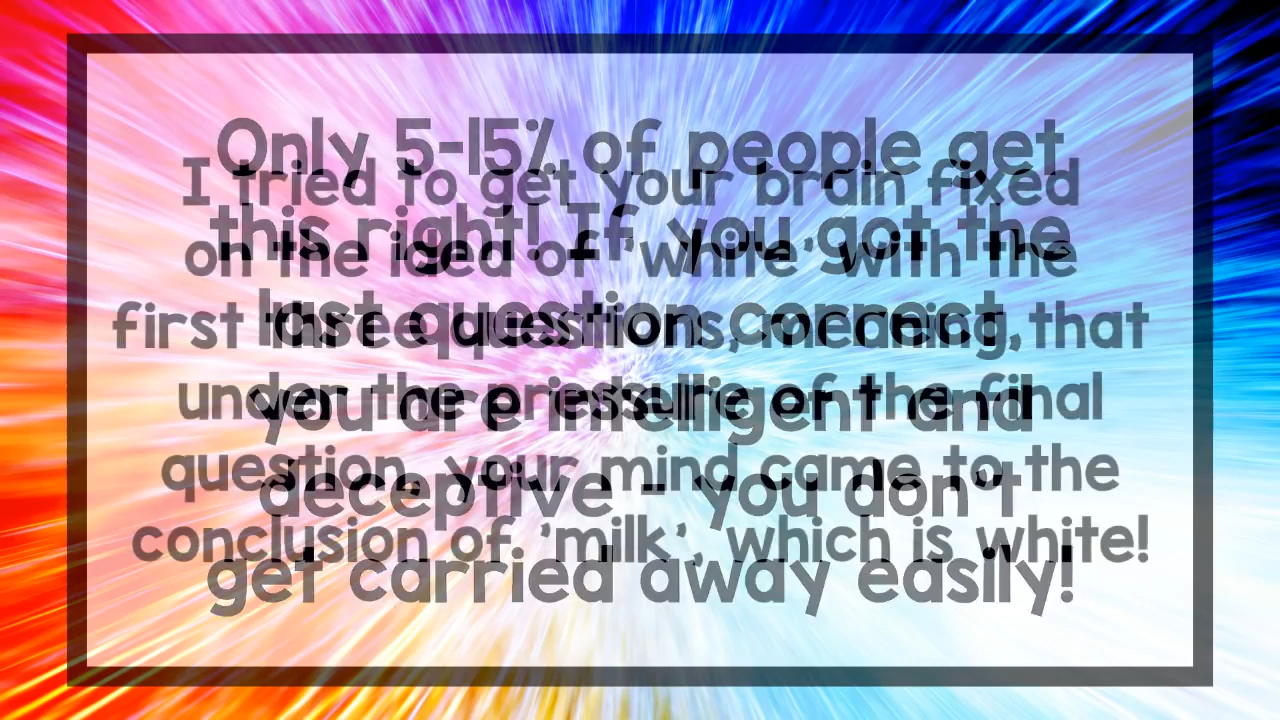 Only 5-15% of people get
this right! If you got the
last question correct,
you are intelligent and
deceptive - you don't
get carried away easily!
I tried to get your brain fixed
on the idea of 'white' with the
first three questions, meaning, that
under the pressure of the final
question, your mind came to the
conclusion of 'milk', which is white!